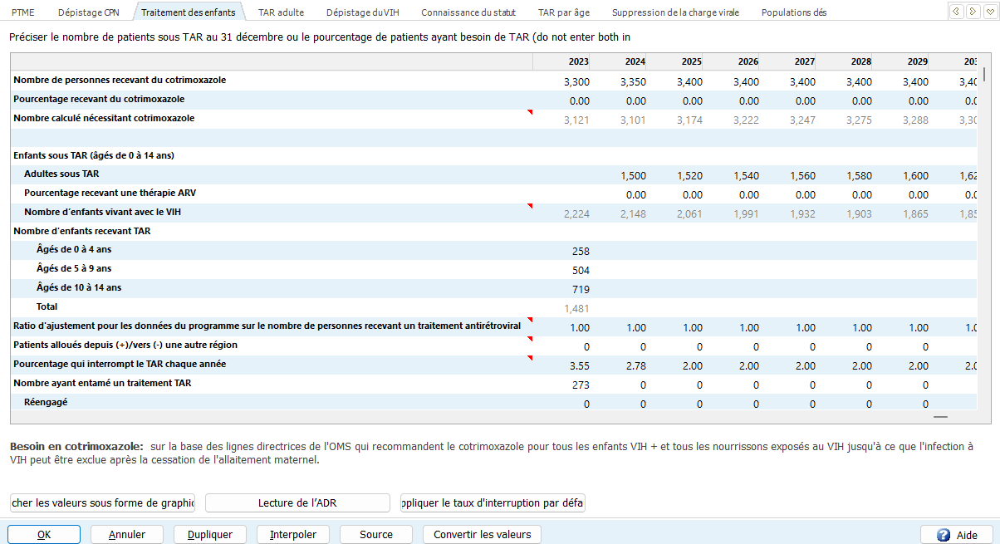 PTME Dépistage CPN Traitement des enfants TAR adulte Dépistage du VIH Connaissance du statut TAR par âge Suppression de la charge virale Populations clés
Préciser le nombre de patients sous TAR au 31 décembre ou le pourcentage de patients ayant besoin de TAR (do not enter both in
2023 2024 2025 2026 2027 2028 2029 203
Nombre de personnes recevant du cotrimoxazole 3,300 3,350 3,400 3,400 3,400 3,400 3,400 3,40
Pourcentage recevant du cotrimoxazole 0.00 0.00 0.00 0.00 0.00 0.00 0.00 0.0
Nombre calculé nécessitant cotrimoxazole 3,121 3,101 3,174 3,222 3,247 3,275 3,288 3,30
Enfants sous TAR (âgés de 0 à 14 ans)
Adultes sous TAR 1,500 1,520 1,540 1,560 1,580 1,600 1,62
Pourcentage recevant une thérapie ARV 0.00 0.00 0.00 0.00 0.00 0.00 0.0
Nombre d'enfants vivant avec le VIH 2,224 2,148 2,061 1,991 1,932 1,903 1,865 1,85
Nombre d'enfants recevant TAR
Âgés de 0 à 4 ans 258
Âgés de 5 à 9 ans 504
Âgés de 10 à 14 ans 719
Total 1,481
Ratio d'ajustement pour les données du programme sur le nombre de personnes recevant un traitement antirétroviral 1.00 1.00 1.00 1.00 1.00 1.00 1.00 1.0
Patients alloués depuis (+)/vers (-) une autre région 0 0 0 0 0 0 0
Pourcentage qui interrompt le TAR chaque année 3.55 2.78 2.00 2.00 2.00 2.00 2.00 2.0
Nombre ayant entamé un traitement TAR 273 0 0 0 0 0 0
Réengagé 0 0 0 0 0 0 0
Besoin en cotrimoxazole: sur la base des lignes directrices de l'OMS qui recommandent le cotrimoxazole pour tous les enfants VIH + et tous les nourrissons exposés au VIH jusqu'à ce que l'infection à
VIH peut être exclue après la cessation de l'allaitement maternel.
cher les valeurs sous forme de graphi Lecture de l'ADR ppliquer le taux d'interruption par défa
OK Annuler Dupliquer Interpoler Source Convertir les valeurs Aide